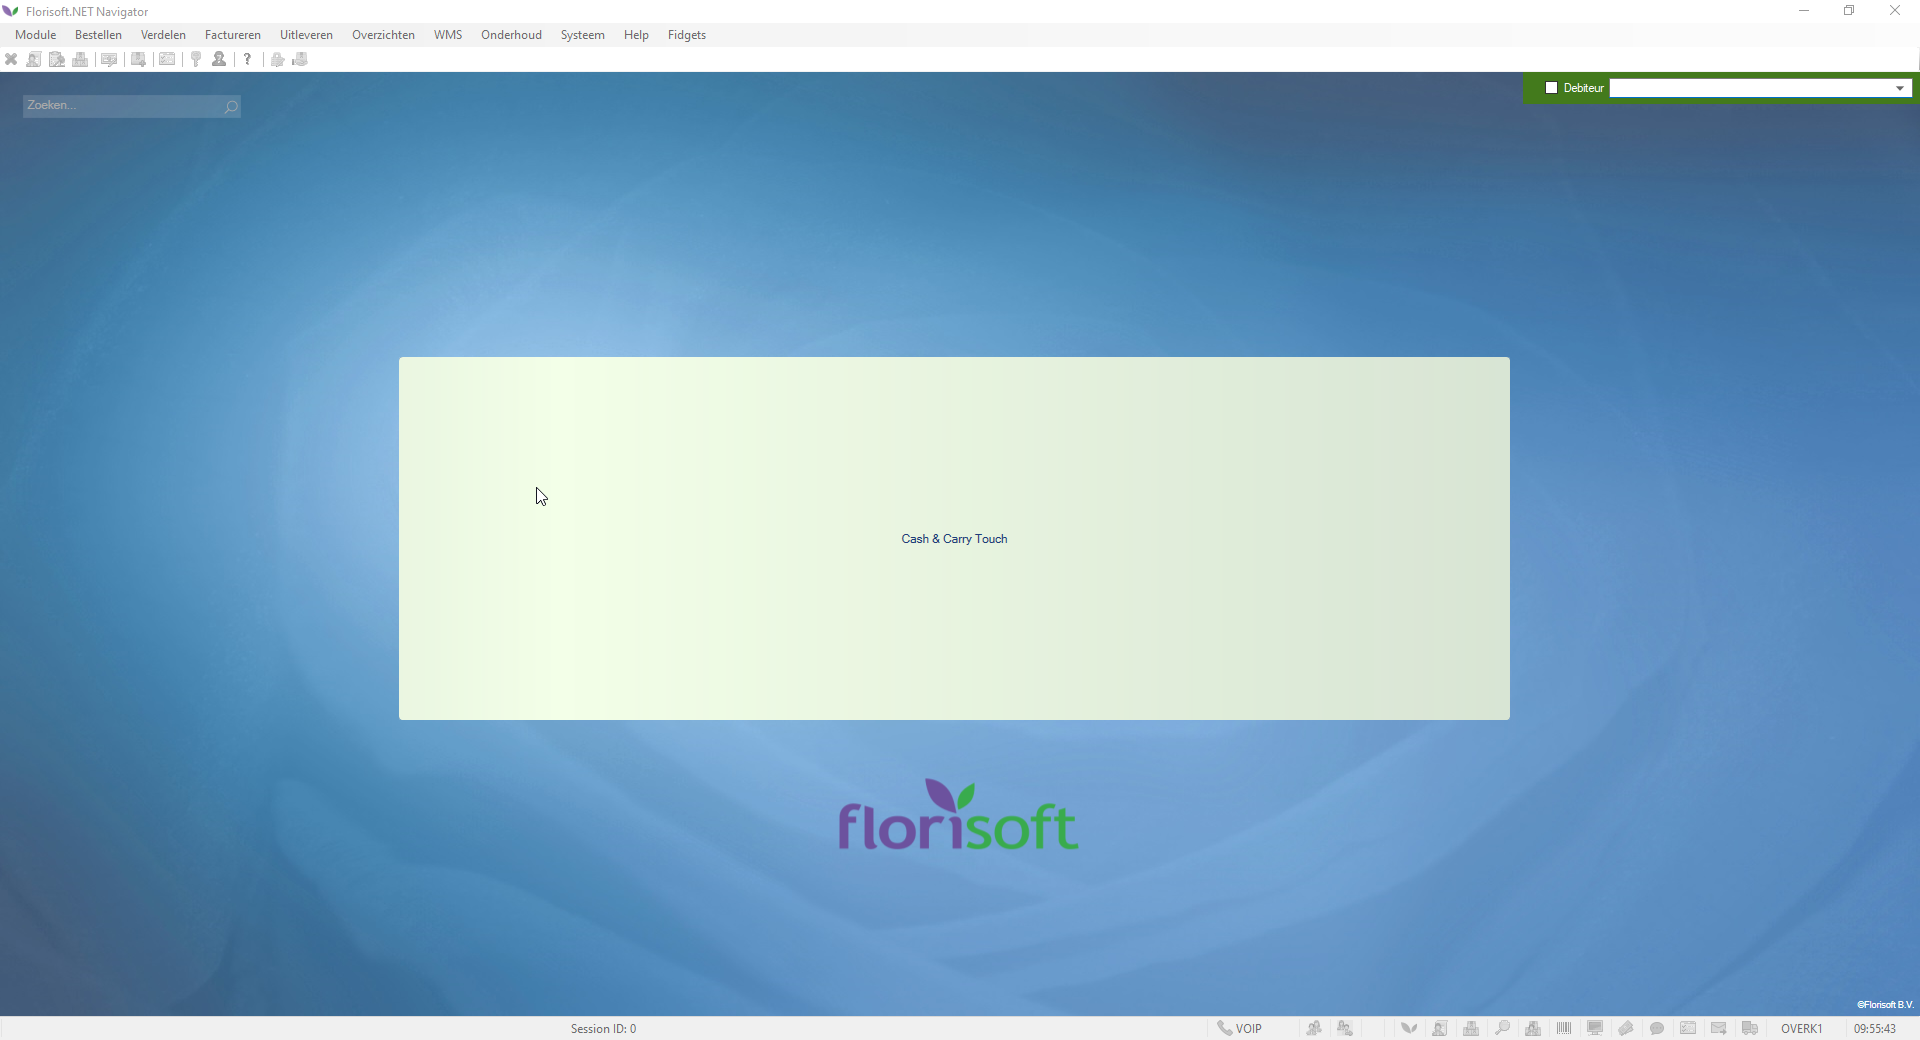 Florisoft.NET Navigator
Module Bestellen Verdelen Factureren Uitleveren Overzichten WMS Onderhoud Systeem Help Fidgets
Zoeken...
Debiteur
Cash & Carry Touch
florisoft
©Florisoft B.V.
Session ID: 0 VOIP OVERK1 09:55:43